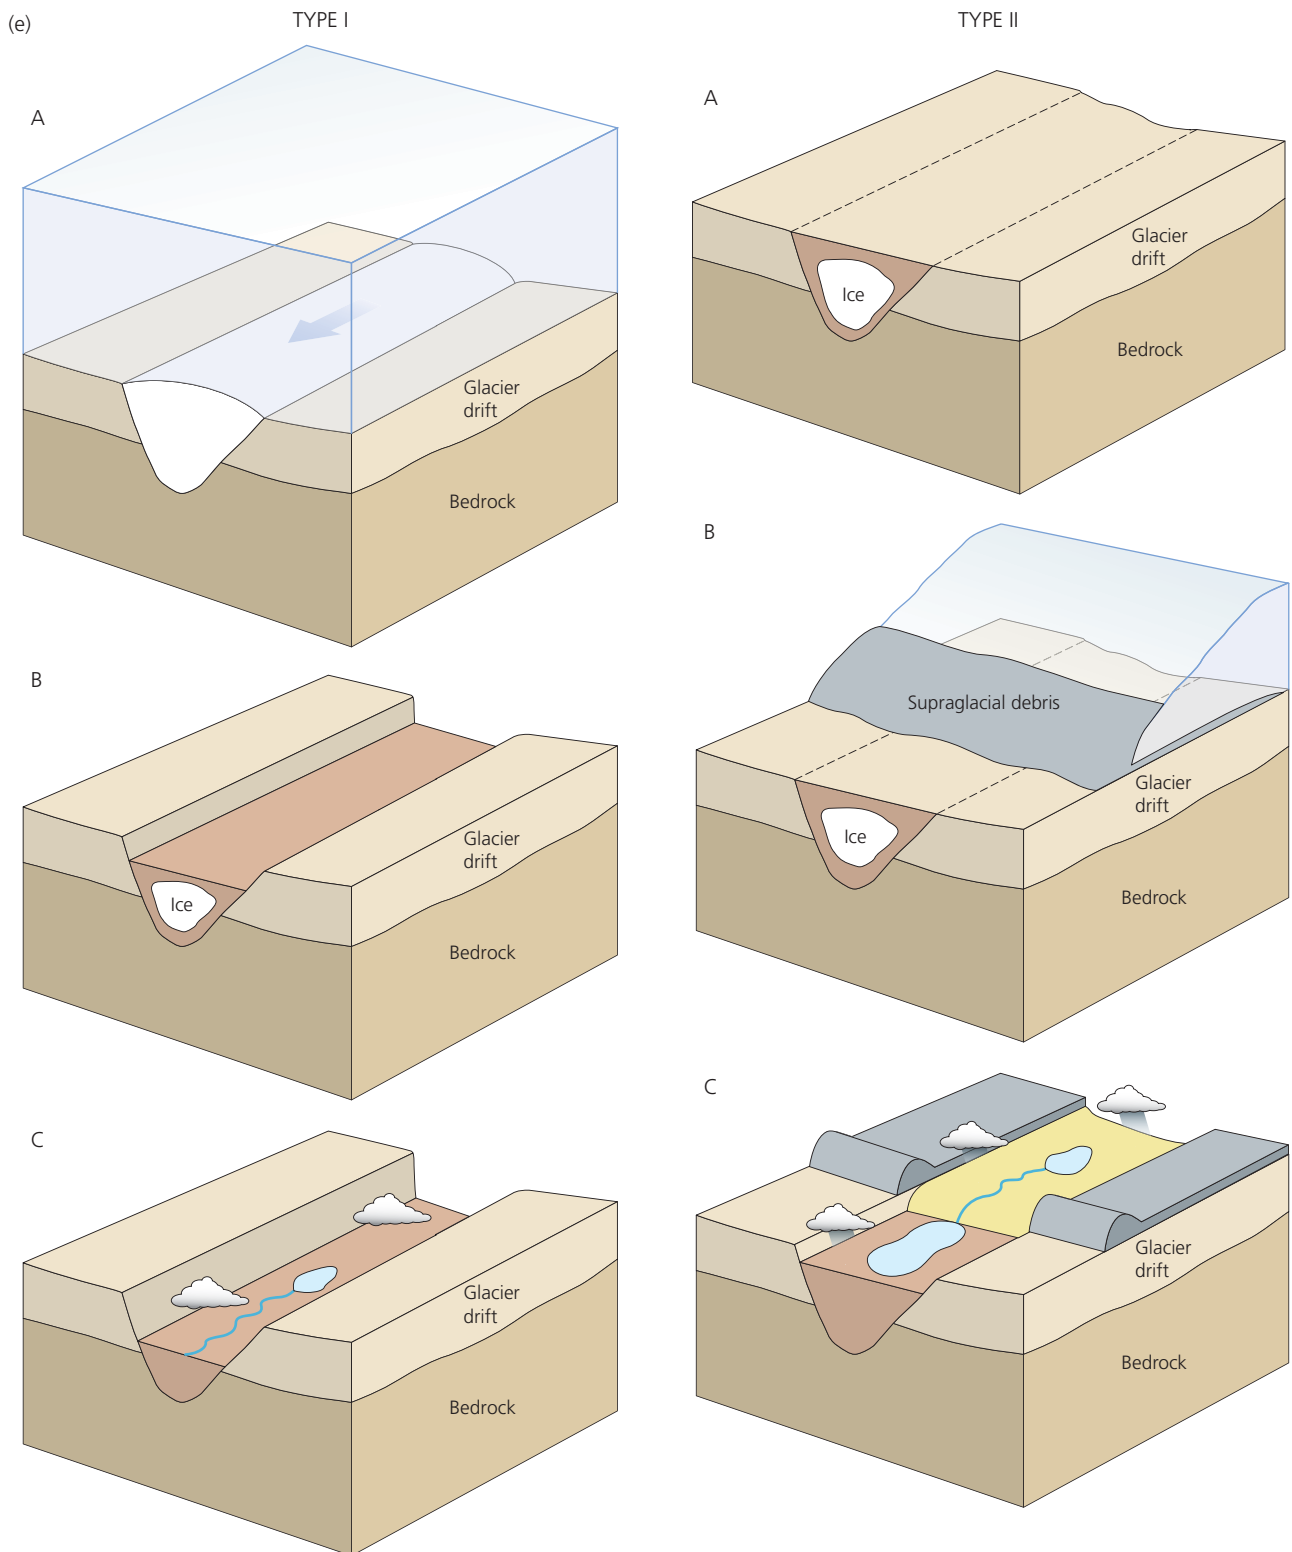 (e)
TYPE I
A
Glacier
drift
Bedrock
B
Ice
Glacier
drift
Bedrock
C
Glacier
drift
Bedrock
TYPE II
A
Ice
Glacier
drift
Bedrock
B
Supraglacial debris
Ice
Glacier
drift
Bedrock
C
Glacier
drift
Bedrock